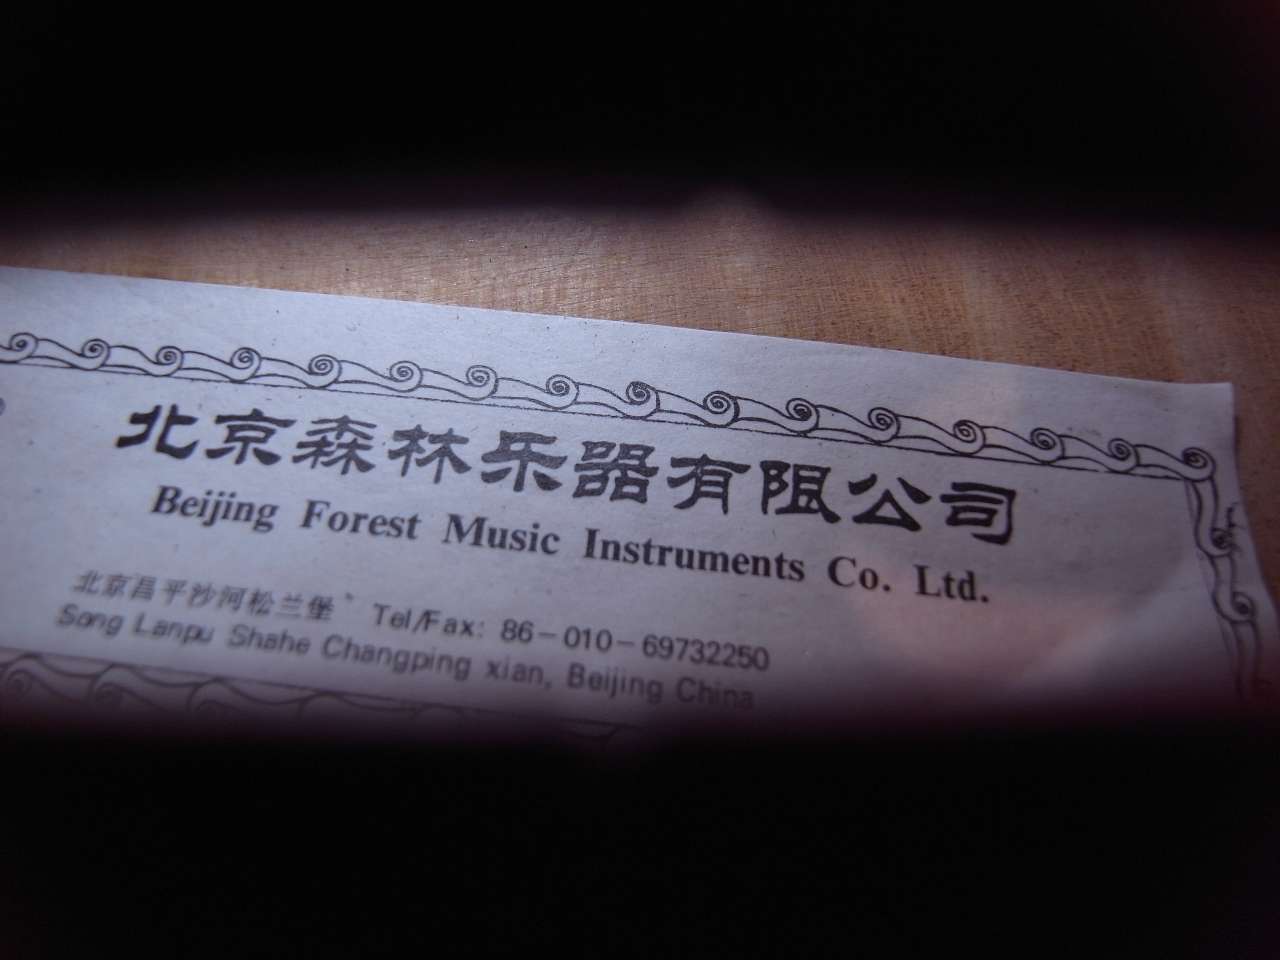 北京森林乐器有限公司
Beijing Forest Music Instruments Co. Ltd.
北京昌平沙河松兰堡 Tel/Fax: 86-010-69732250
Song Lanpu Shahe Changping xian, Beijing China